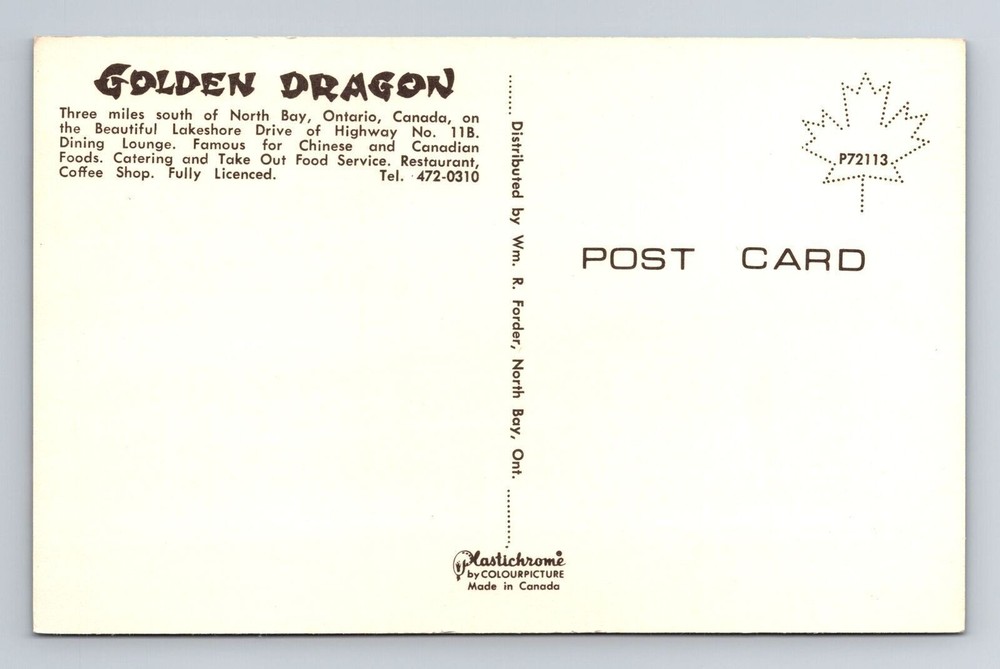 GOLDEN DRAGON
Three miles south of North Bay, Ontario, Canada, on
the Beautiful Lakeshore Drive of Highway No. 11B.
Dining Lounge. Famous for Chinese and Canadian
Foods. Catering and Take Out Food Service. Restaurant,
Coffee Shop. Fully Licenced. Tel. 472-0310
Distributed by Wm. R. Forder, North Bay, Ont.
Plastichrome
by COLOURPICTURE
Made in Canada
P72113
POST CARD